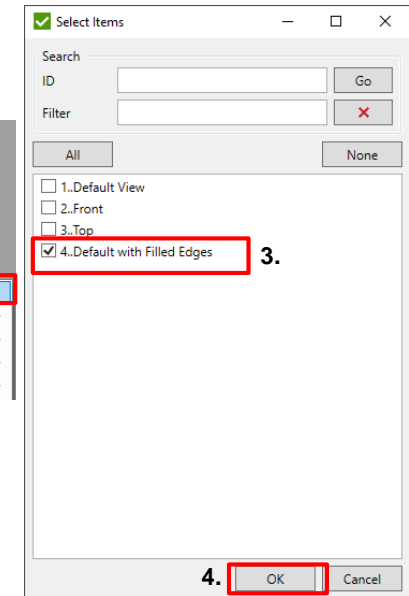 Select Items
Search
ID
Go
Filter
All
None
1..Default View
2..Front
3..Top
4..Default with Filled Edges
3.
4.
OK
Cancel